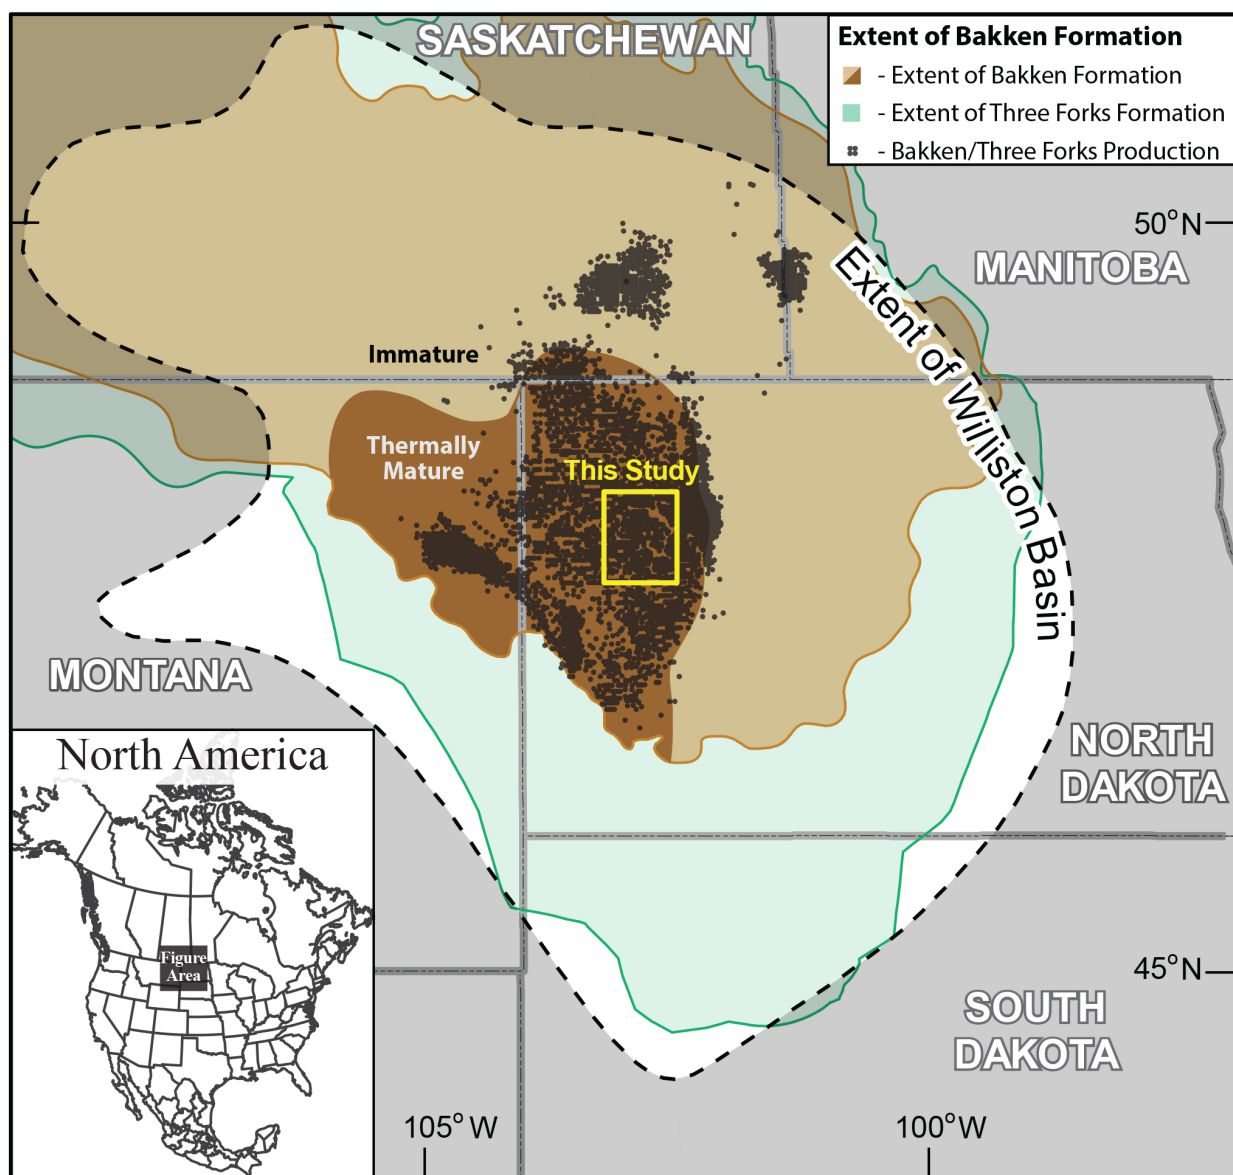 SASKATCHEWAN
Extent of Bakken Formation
- Extent of Bakken Formation
- Extent of Three Forks Formation
- Bakken/Three Forks Production
50°N
MANITOBA
Extent of Williston Basin
Immature
Thermally
Mature
This Study
MONTANA
NORTH
DAKOTA
North America
Figure
Area
45°N
SOUTH
DAKOTA
105°W
100°W